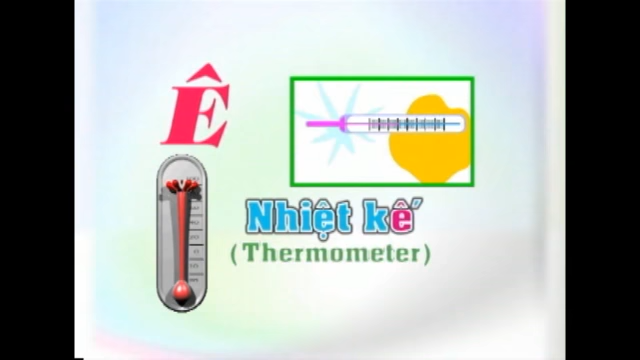 Ê
Nhiệt kế
(Thermometer)